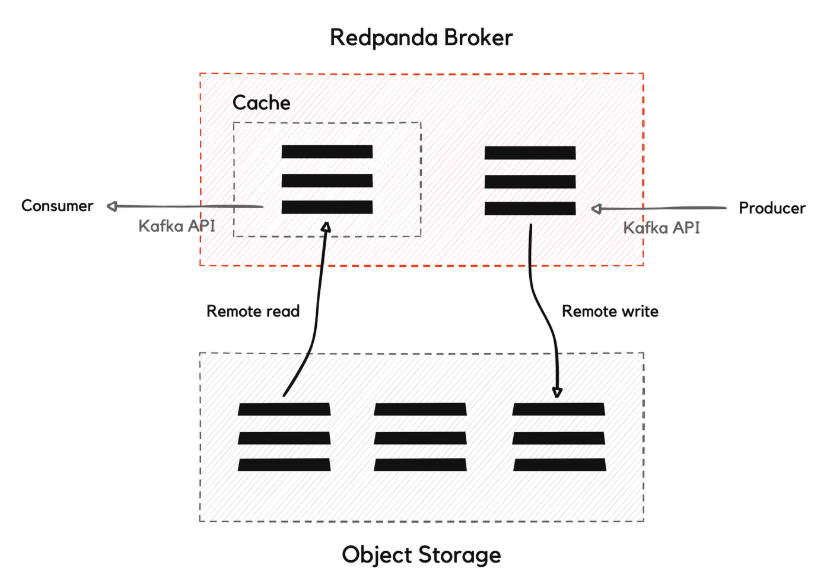 Redpanda Broker
Cache
Consumer
Kafka API
Producer
Kafka API
Remote read
Remote write
Object Storage